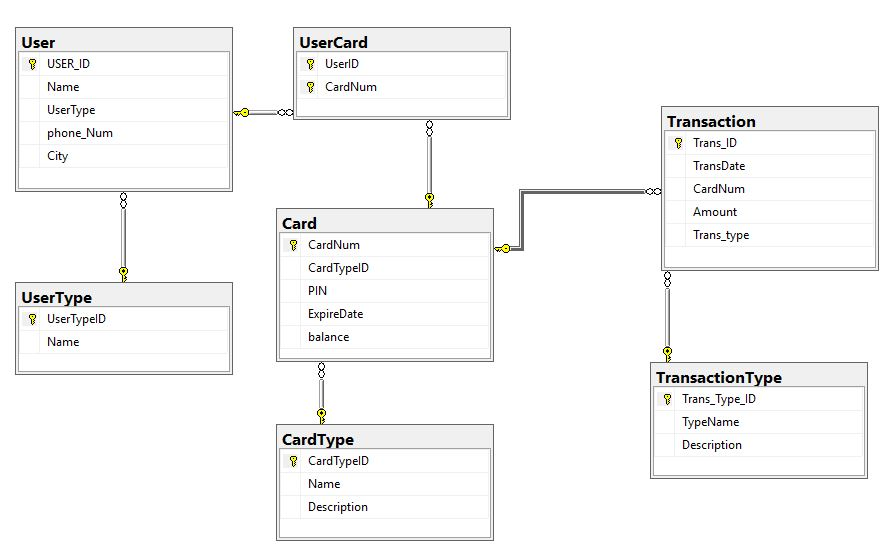 User
USER_ID
Name
UserType
phone_Num
City
UserCard
UserID
CardNum
Transaction
Trans_ID
TransDate
CardNum
Amount
Trans_type
Card
CardNum
CardTypeID
PIN
ExpireDate
balance
UserType
UserTypeID
Name
TransactionType
Trans_Type_ID
TypeName
Description
CardType
CardTypeID
Name
Description